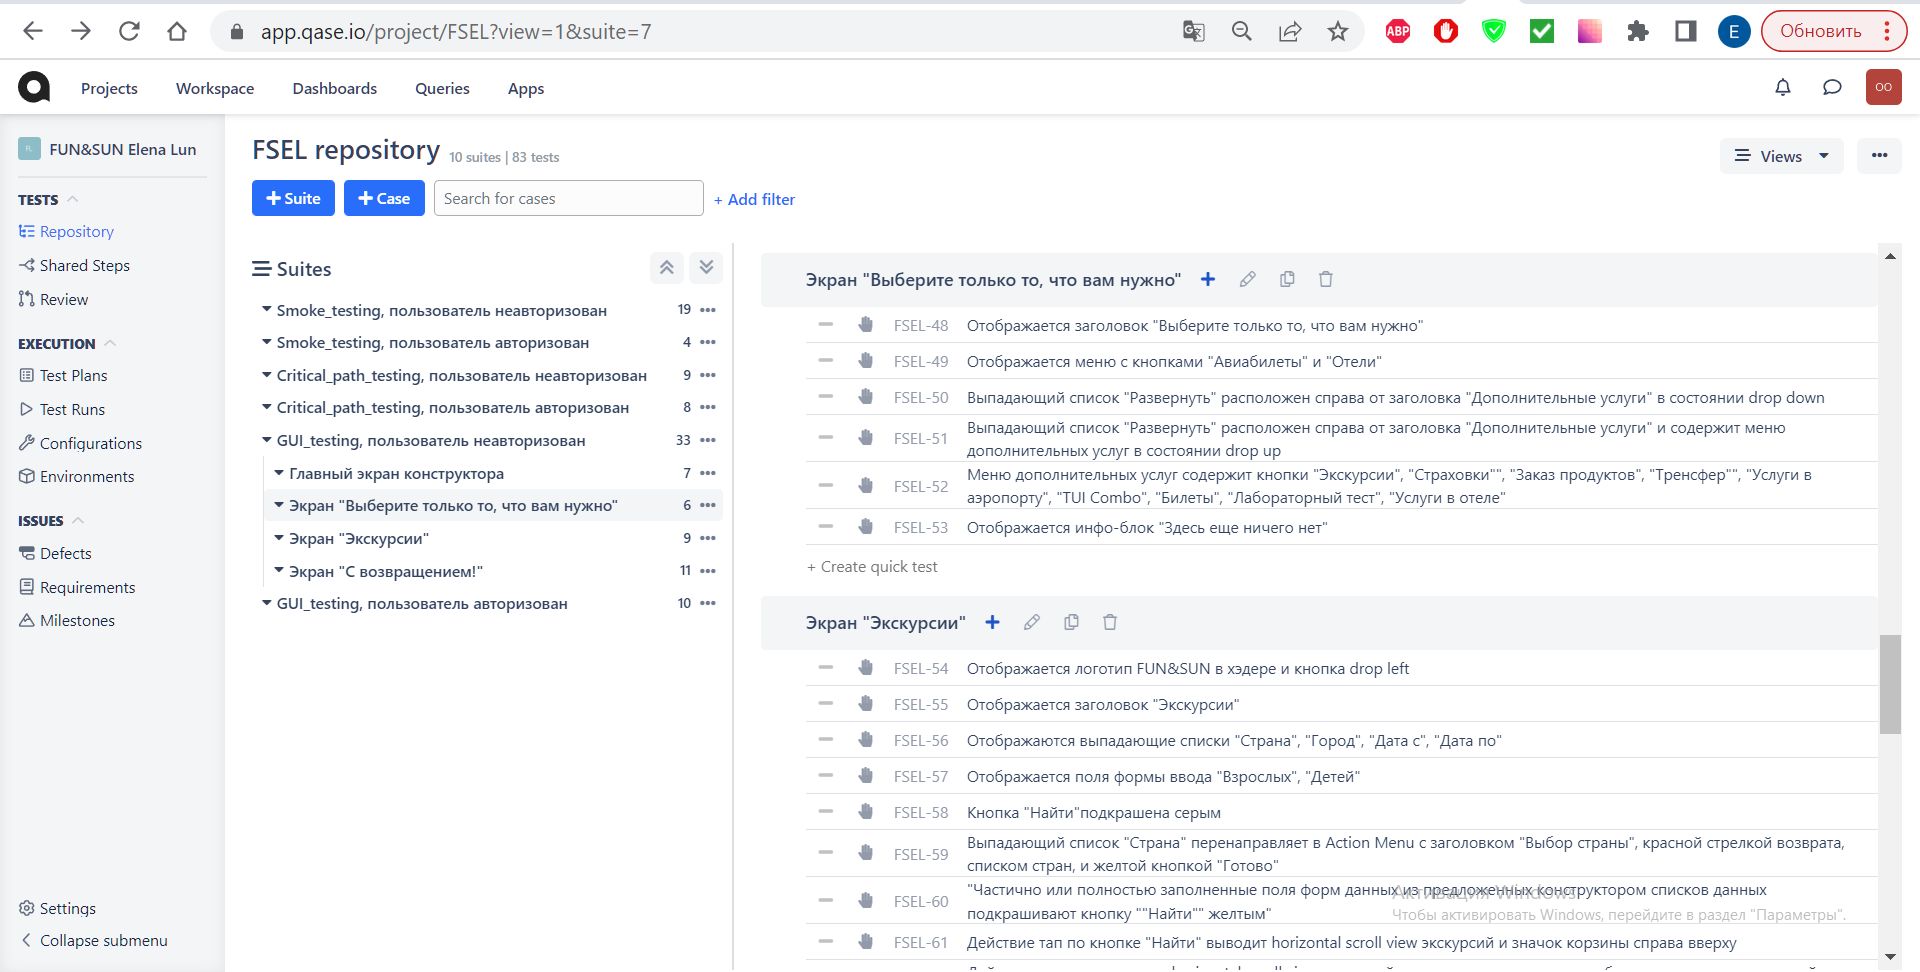 app.qase.io/project/FSEL?view=1&suite=7
ABP
E
Обновить
Projects
Workspace
Dashboards
Queries
Apps
OO
FUN&SUN Elena Lun
TESTS
Repository
Shared Steps
Review
EXECUTION
Test Plans
Test Runs
Configurations
Environments
ISSUES
Defects
Requirements
Milestones
Settings
Collapse submenu
FSEL repository 10 suites | 83 tests
Views
+ Suite
+ Case
Search for cases
+ Add filter
Suites
Smoke_testing, пользователь неавторизован 19
Smoke_testing, пользователь авторизован 4
Critical_path_testing, пользователь неавторизован 9
Critical_path_testing, пользователь авторизован 8
GUI_testing, пользователь неавторизован 33
Главный экран конструктора 7
Экран "Выберите только то, что вам нужно" 6
Экран "Экскурсии" 9
Экран "С возвращением!" 11
GUI_testing, пользователь авторизован 10
Экран "Выберите только то, что вам нужно"
FSEL-48 Отображается заголовок "Выберите только то, что вам нужно"
FSEL-49 Отображается меню с кнопками "Авиабилеты" и "Отели"
FSEL-50 Выпадающий список "Развернуть" расположен справа от заголовка "Дополнительные услуги" в состоянии drop down
FSEL-51 Выпадающий список "Развернуть" расположен справа от заголовка "Дополнительные услуги" и содержит меню
дополнительных услуг в состоянии drop up
FSEL-52 Меню дополнительных услуг содержит кнопки "Экскурсии", "Страховки"", "Заказ продуктов", "Тренсфер"", "Услуги в
аэропорту", "TUI Combo", "Билеты", "Лабораторный тест", "Услуги в отеле"
FSEL-53 Отображается инфо-блок "Здесь еще ничего нет"
+ Create quick test
Экран "Экскурсии"
FSEL-54 Отображается логотип FUN&SUN в хэдере и кнопка drop left
FSEL-55 Отображается заголовок "Экскурсии"
FSEL-56 Отображаются выпадающие списки "Страна", "Город", "Дата с", "Дата по"
FSEL-57 Отображается поля формы ввода "Взрослых", "Детей"
FSEL-58 Кнопка "Найти"подкрашена серым
FSEL-59 Выпадающий список "Страна" перенаправляет в Action Menu с заголовком "Выбор страны", красной стрелкой возврата,
списком стран, и желтой кнопкой "Готово"
FSEL-60 "Частично или полностью заполненные поля форм данных из предложенных конструктором списков данных
подкрашивают кнопку ""Найти"" желтым"
FSEL-61 Действие тап по кнопке "Найти" выводит horizontal scroll view экскурсий и значок корзины справа вверху
Активация Windows
Чтобы активировать Windows, перейдите в раздел "Параметры".